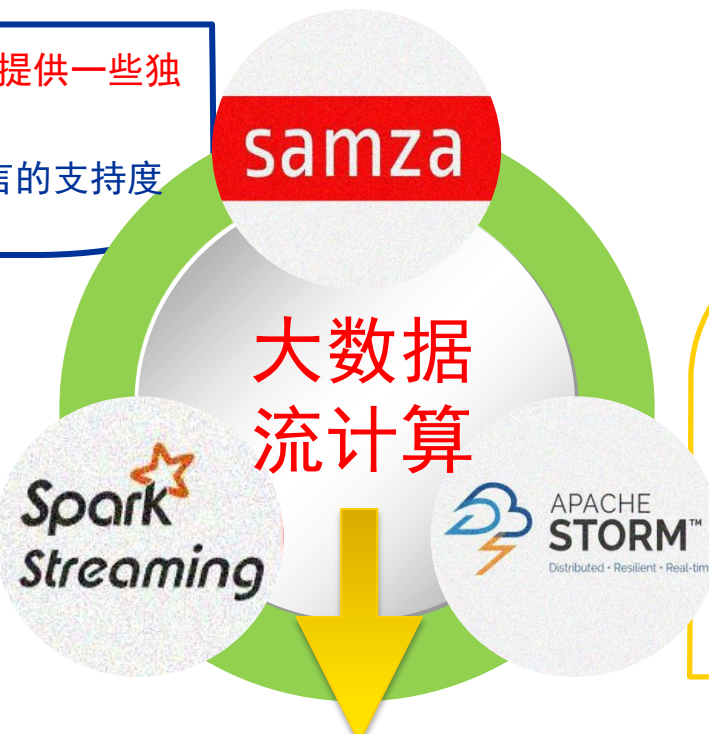 提供一些独
言的支持度
samza
大数据
流计算
Spark
Streaming
APACHE
STORM™
Distributed • Resilient • Real-tim